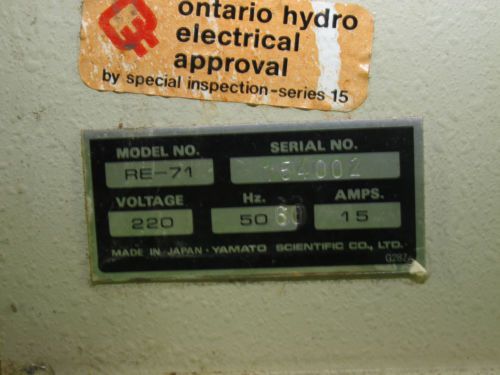 ontario hydro
electrical
approval
by special inspection-series 15
MODEL NO. SERIAL NO.
RE-71 154002
VOLTAGE Hz. AMPS.
220 50 60 15
MADE IN JAPAN · YAMATO SCIENTIFIC CO., LTD.